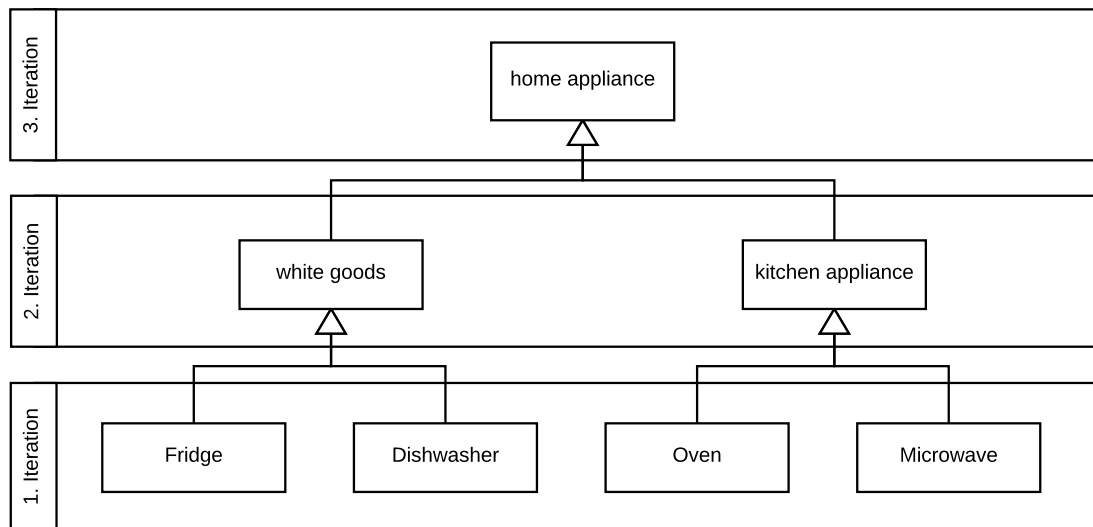 3. Iteration
home appliance
2. Iteration
white goods
kitchen appliance
1. Iteration
Fridge
Dishwasher
Oven
Microwave